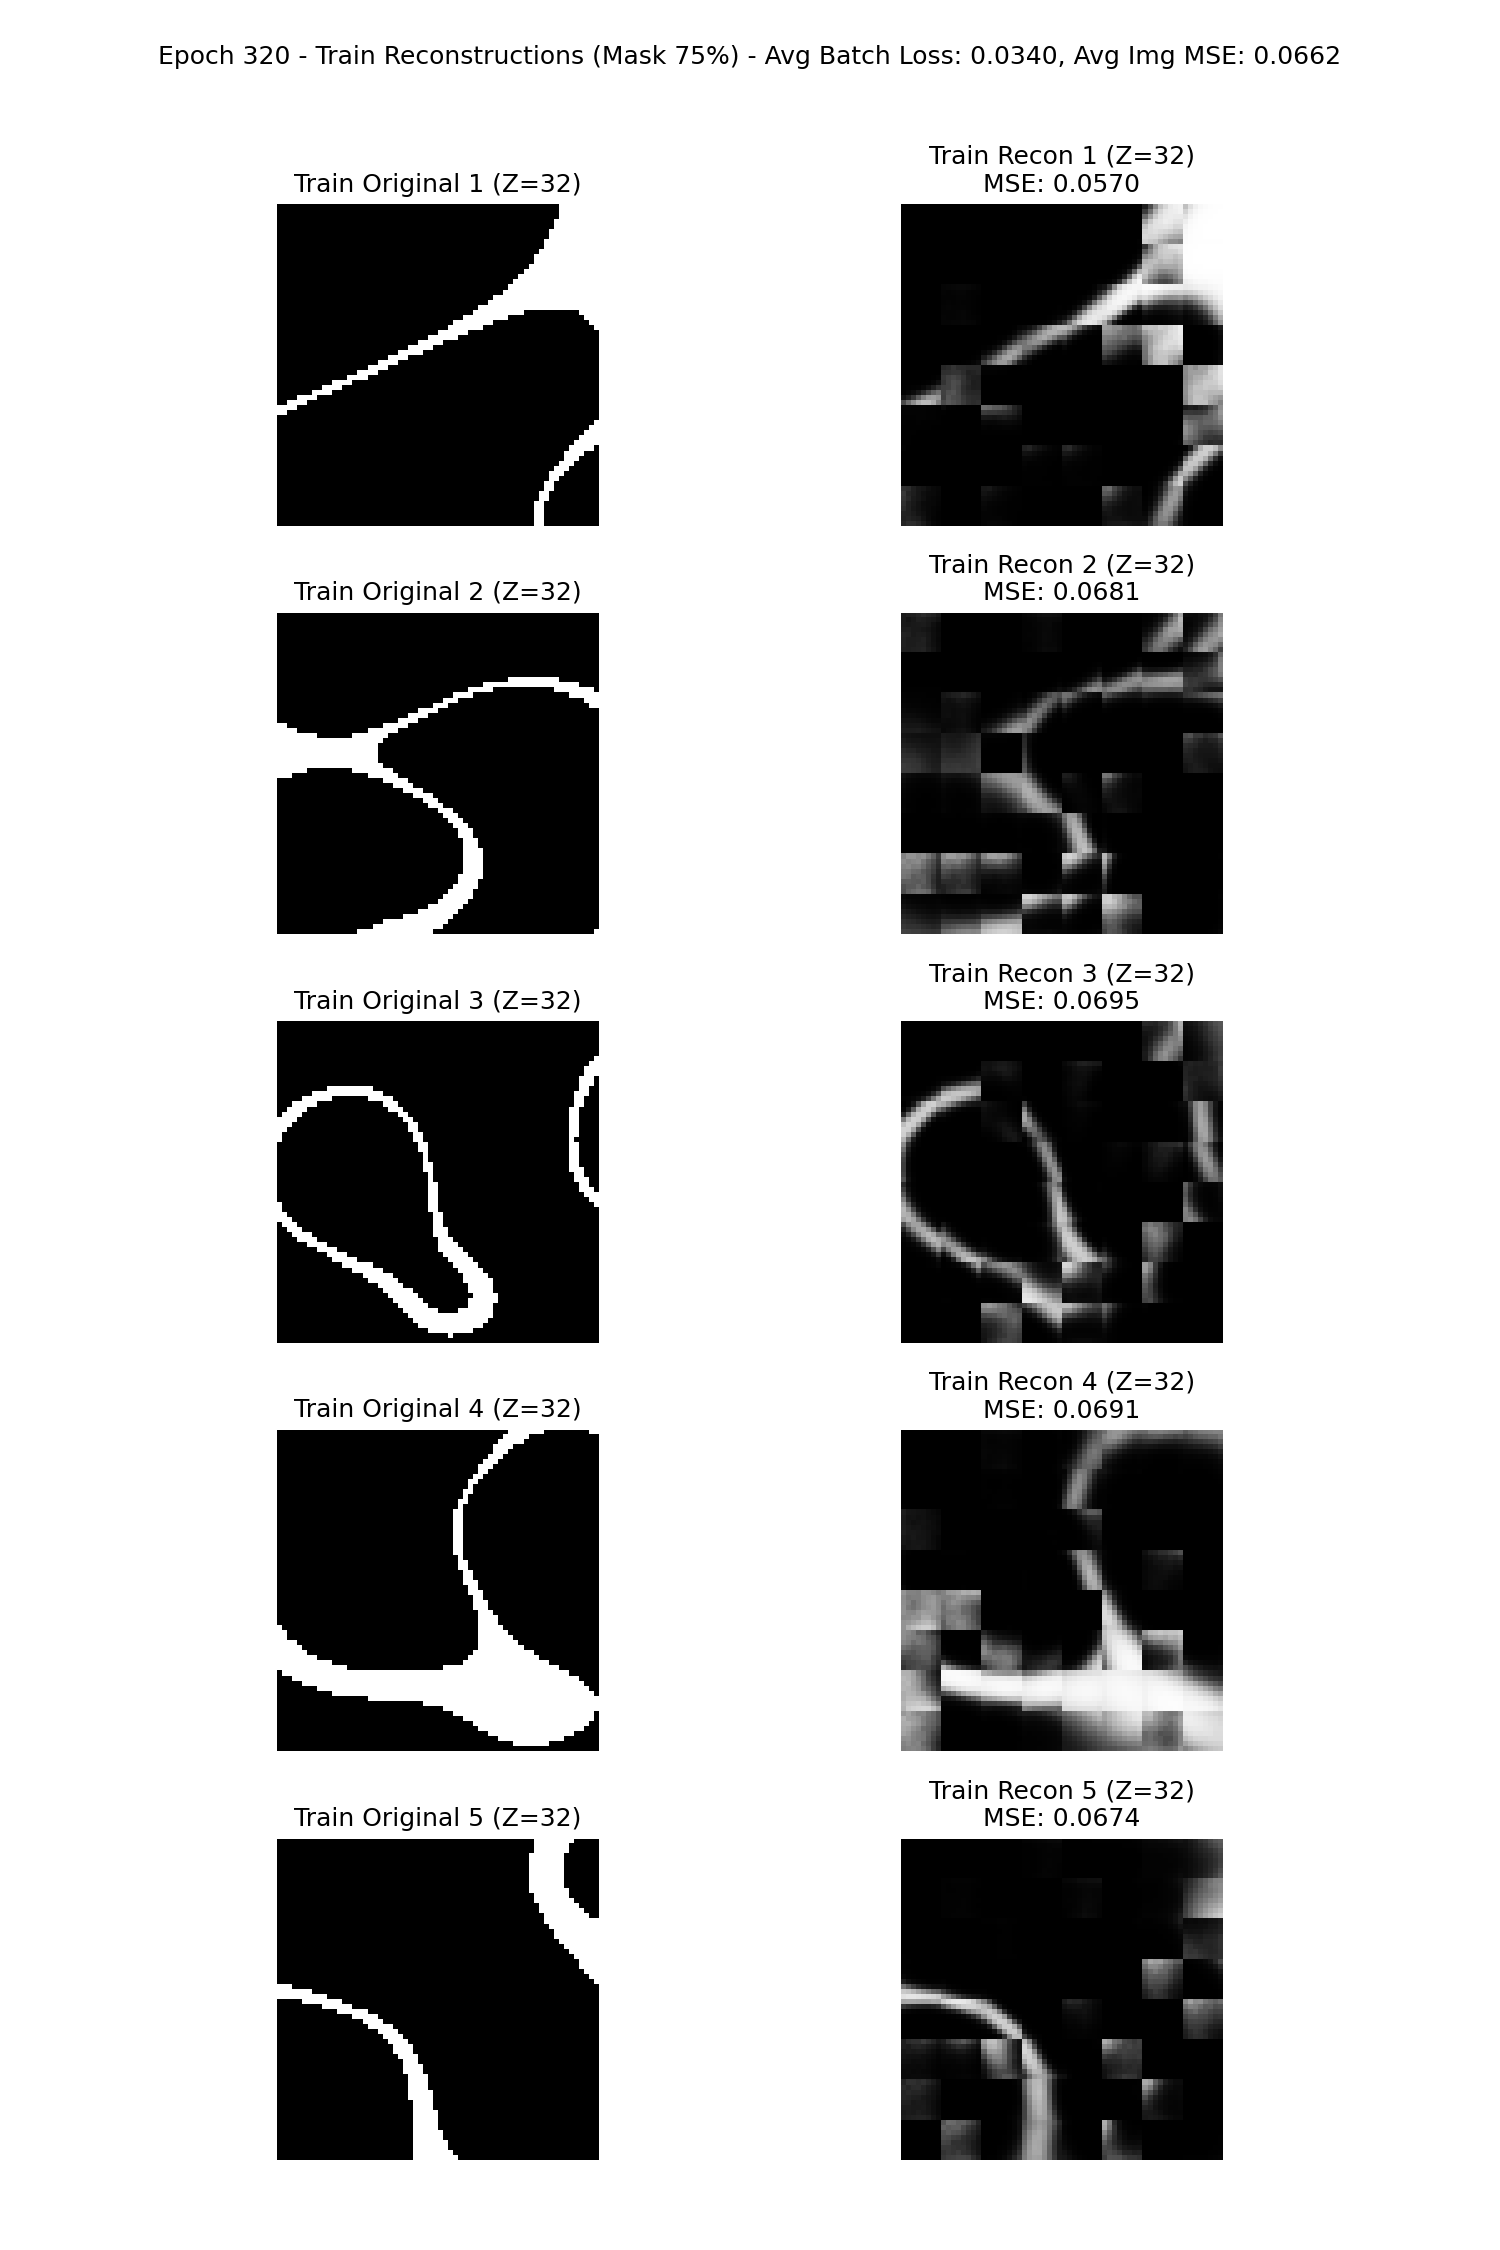 Epoch 320 - Train Reconstructions (Mask 75%) - Avg Batch Loss: 0.0340, Avg Img MSE: 0.0662
Train Original 1 (Z=32)
Train Recon 1 (Z=32)
MSE: 0.0570
Train Original 2 (Z=32)
Train Recon 2 (Z=32)
MSE: 0.0681
Train Original 3 (Z=32)
Train Recon 3 (Z=32)
MSE: 0.0695
Train Original 4 (Z=32)
Train Recon 4 (Z=32)
MSE: 0.0691
Train Original 5 (Z=32)
Train Recon 5 (Z=32)
MSE: 0.0674